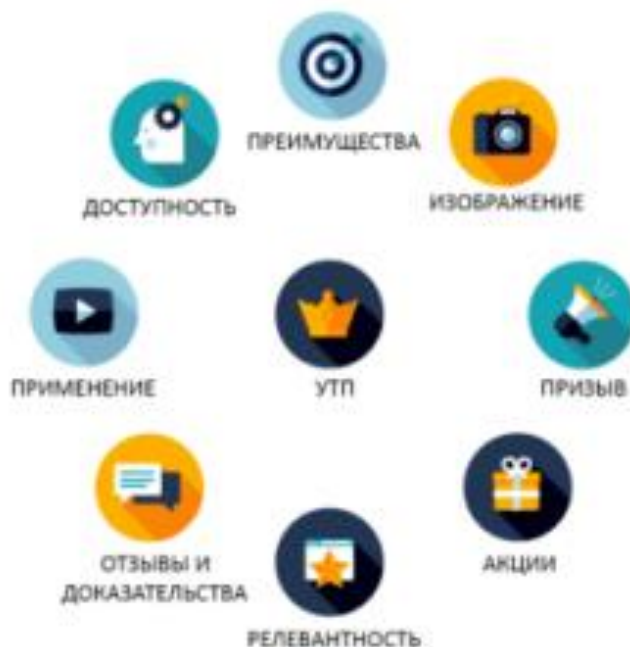 ПРЕИМУЩЕСТВА
ДОСТУПНОСТЬ
ИЗОБРАЖЕНИЕ
ПРИМЕНЕНИЕ
УТП
ПРИЗЫВ
ОТЗЫВЫ И
ДОКАЗАТЕЛЬСТВА
АКЦИИ
РЕЛЕВАНТНОСТЬ